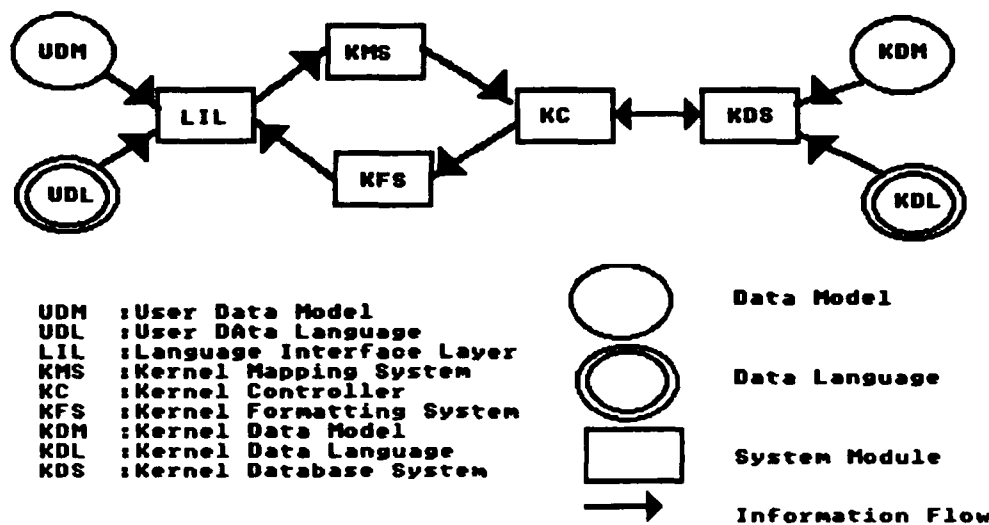 UDM
KMS
KDM
LIL
KC
KDS
UDL
KFS
KDL
UDM :User Data Model
UDL :User DAta Language
LIL :Language Interface Layer
KMS :Kernel Mapping System
KC :Kernel Controller
KFS :Kernel Formatting System
KDM :Kernel Data Model
KDL :Kernel Data Language
KDS :Kernel Database System
Data Model
Data Language
System Module
Information Flow